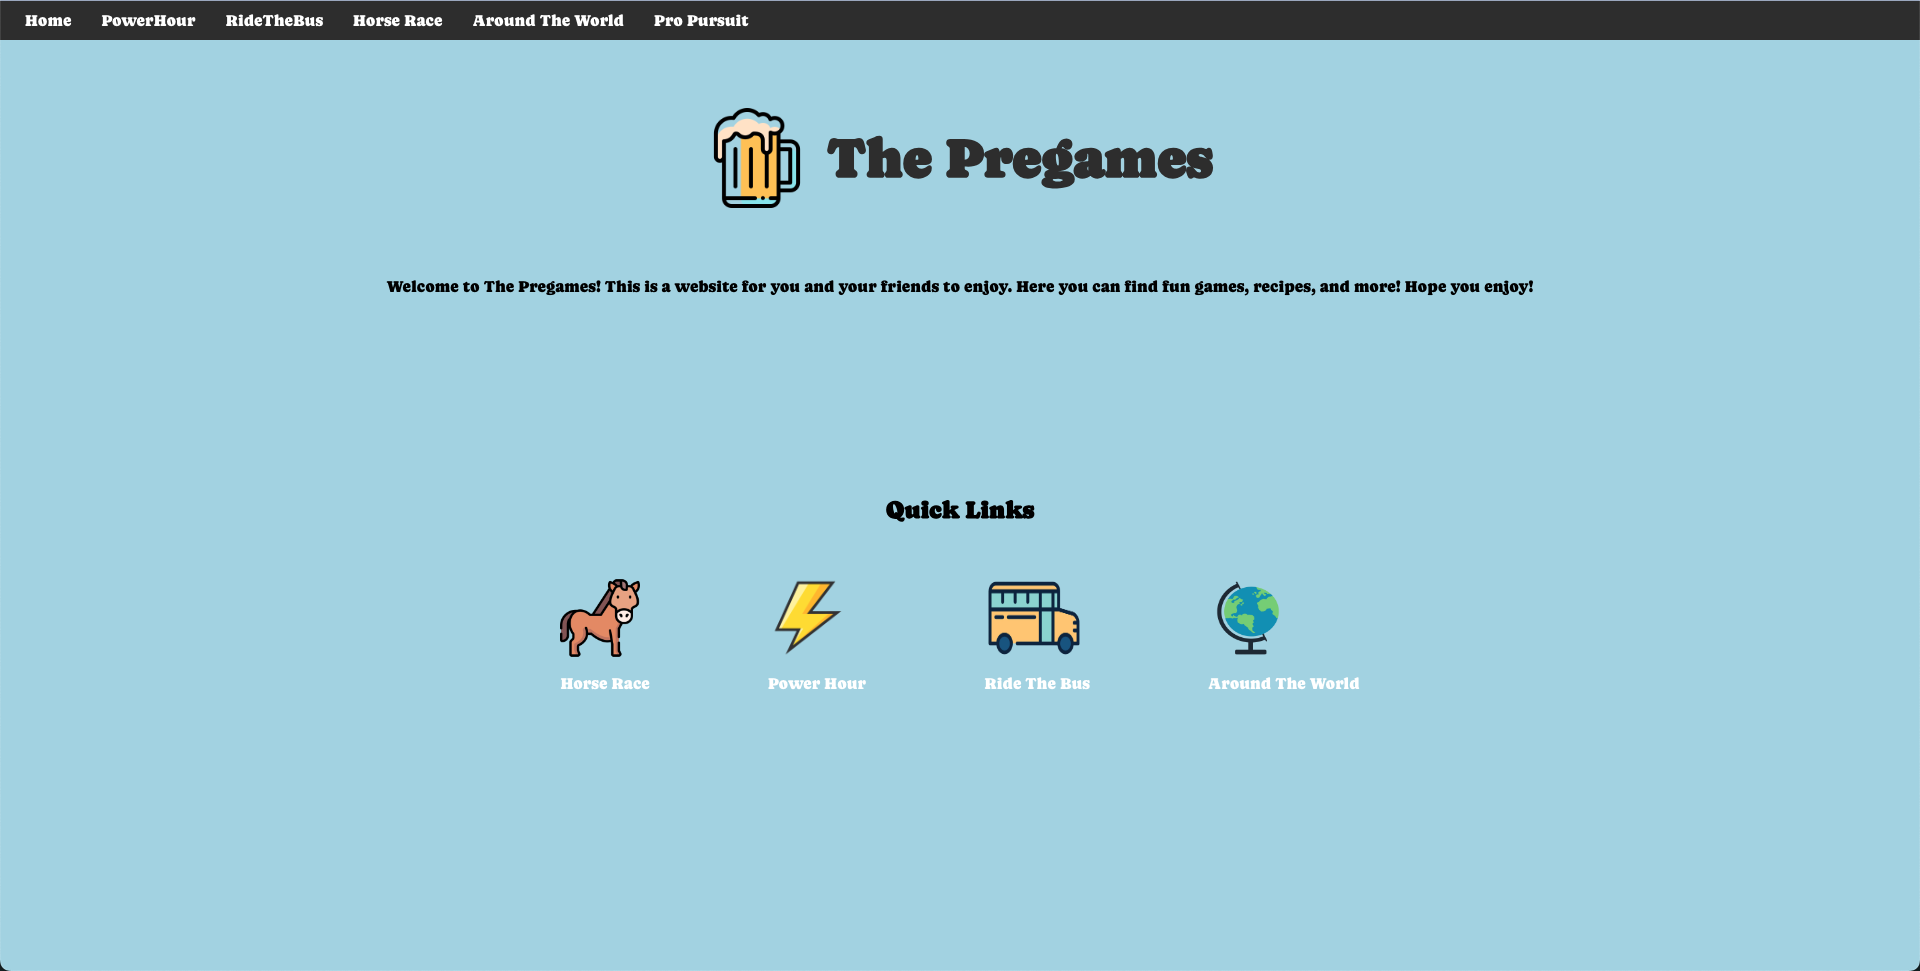 Home PowerHour RideTheBus Horse Race Around The World Pro Pursuit
The Pregames
Welcome to The Pregames! This is a website for you and your friends to enjoy. Here you can find fun games, recipes, and more! Hope you enjoy!
Quick Links
Horse Race Power Hour Ride The Bus Around The World